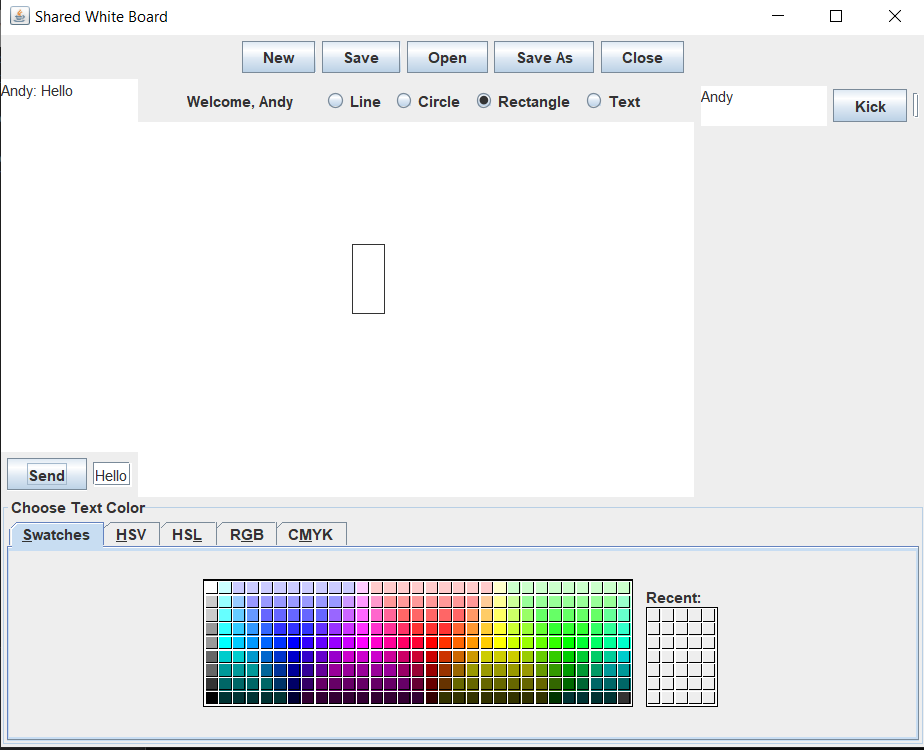 Shared White Board
New Save Open Save As Close
Andy: Hello
Welcome, Andy Line Circle Rectangle Text
Andy
Kick
Send Hello
Choose Text Color
Swatches HSV HSL RGB CMYK
Recent: